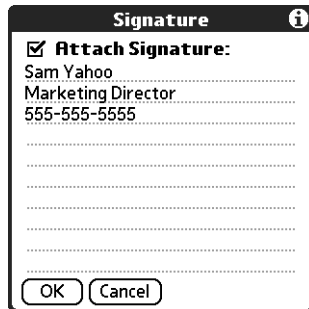 Signature
Attach Signature:
Sam Yahoo
Marketing Director
555-555-5555
OK Cancel